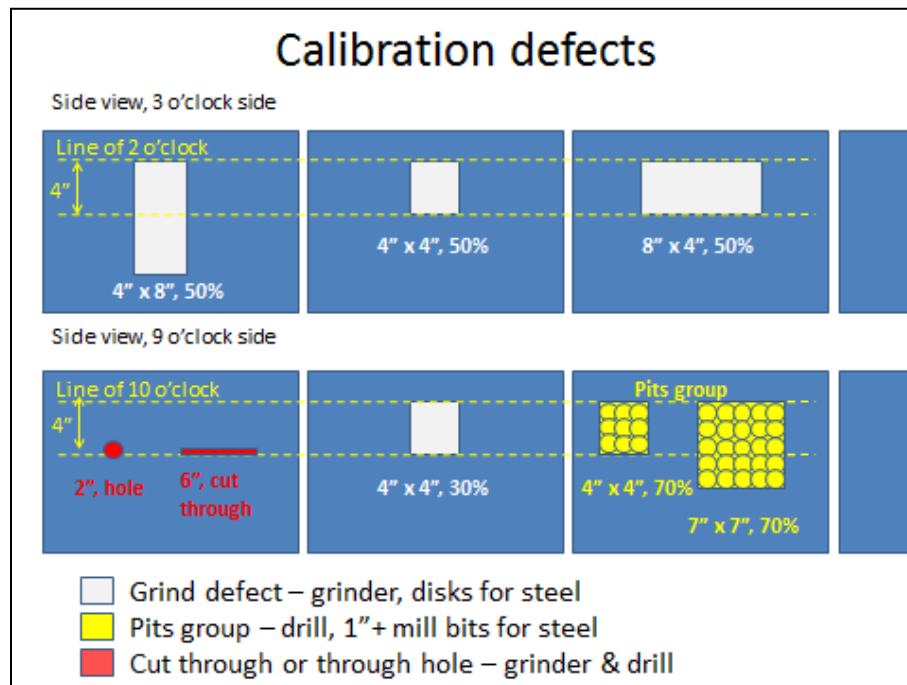 Calibration defects
Side view, 3 o’clock side
Line of 2 o’clock
4”
4” x 8”, 50%
4” x 4”, 50%
8” x 4”, 50%
Side view, 9 o’clock side
Line of 10 o’clock
4”
2”, hole
6”, cut
through
4” x 4”, 30%
Pits group
4” x 4”, 70%
7” x 7”, 70%
Grind defect – grinder, disks for steel
Pits group – drill, 1”+ mill bits for steel
Cut through or through hole – grinder & drill